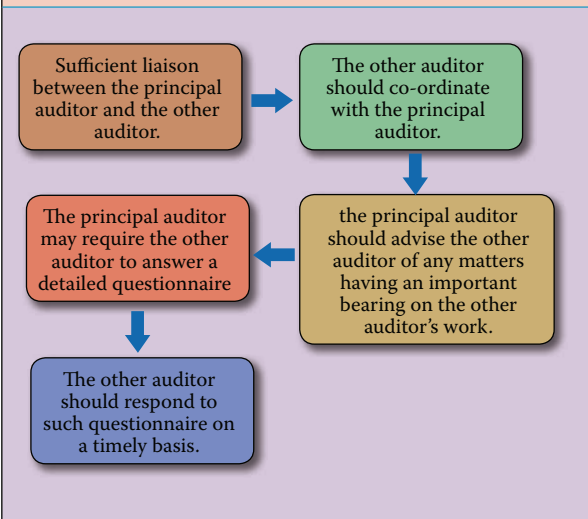 Sufficient liaison
between the principal
auditor and the other
auditor.
The other auditor
should co-ordinate
with the principal
auditor.
the principal auditor
should advise the other
auditor of any matters
having an important
bearing on the other
auditor's work.
The principal auditor
may require the other
auditor to answer a
detailed questionnaire
The other auditor
should respond to
such questionnaire on
a timely basis.